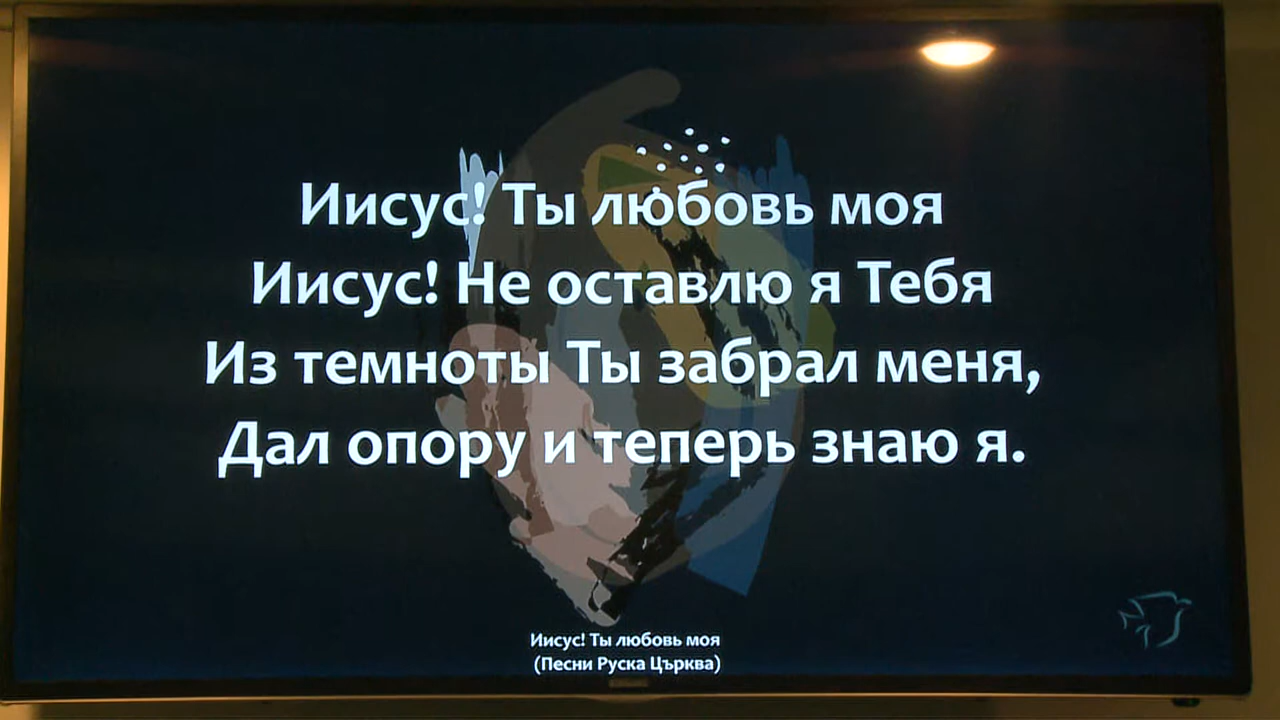 Иисус! Ты любовь моя
Иисус! Не оставлю я Тебя
Из темноты Ты забрал меня,
Дал опору и теперь знаю я.
Иисус! Ты любовь моя
(Песни Руска Църква)